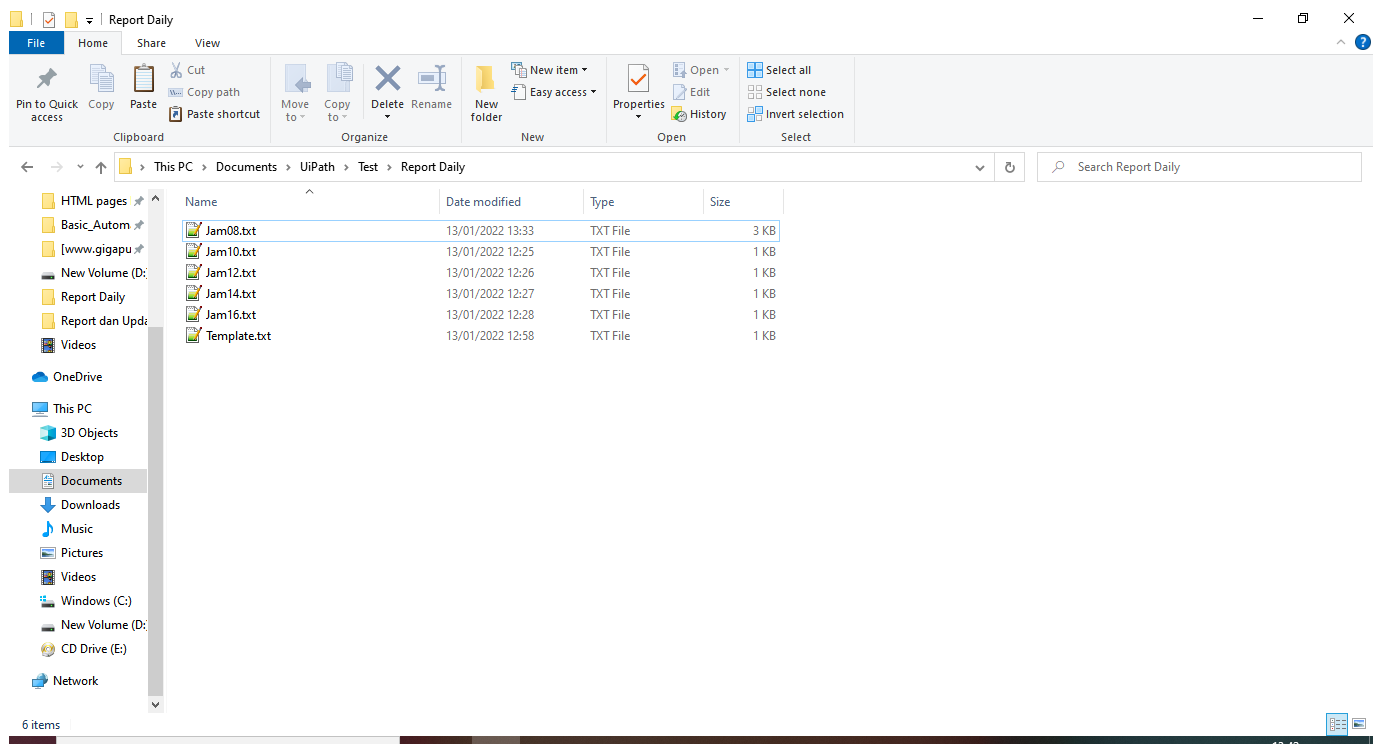 Report Daily
File Home Share View
Pin to Quick access
Copy
Paste
Cut
Copy path
Paste shortcut
Clipboard
Move to
Copy to
Delete
Rename
Organize
New folder
New item
Easy access
New
Properties
Open
Edit
History
Open
Select all
Select none
Invert selection
Select
This PC > Documents > UiPath > Test > Report Daily
Search Report Daily
HTML pages
Basic_Autom
[www.gigapu
New Volume (D:)
Report Daily
Report dan Upda
Videos
OneDrive
This PC
3D Objects
Desktop
Documents
Downloads
Music
Pictures
Videos
Windows (C:)
New Volume (D:)
CD Drive (E:)
Network
Name Date modified Type Size
Jam08.txt 13/01/2022 13:33 TXT File 3 KB
Jam10.txt 13/01/2022 12:25 TXT File 1 KB
Jam12.txt 13/01/2022 12:26 TXT File 1 KB
Jam14.txt 13/01/2022 12:27 TXT File 1 KB
Jam16.txt 13/01/2022 12:28 TXT File 1 KB
Template.txt 13/01/2022 12:58 TXT File 1 KB
6 items